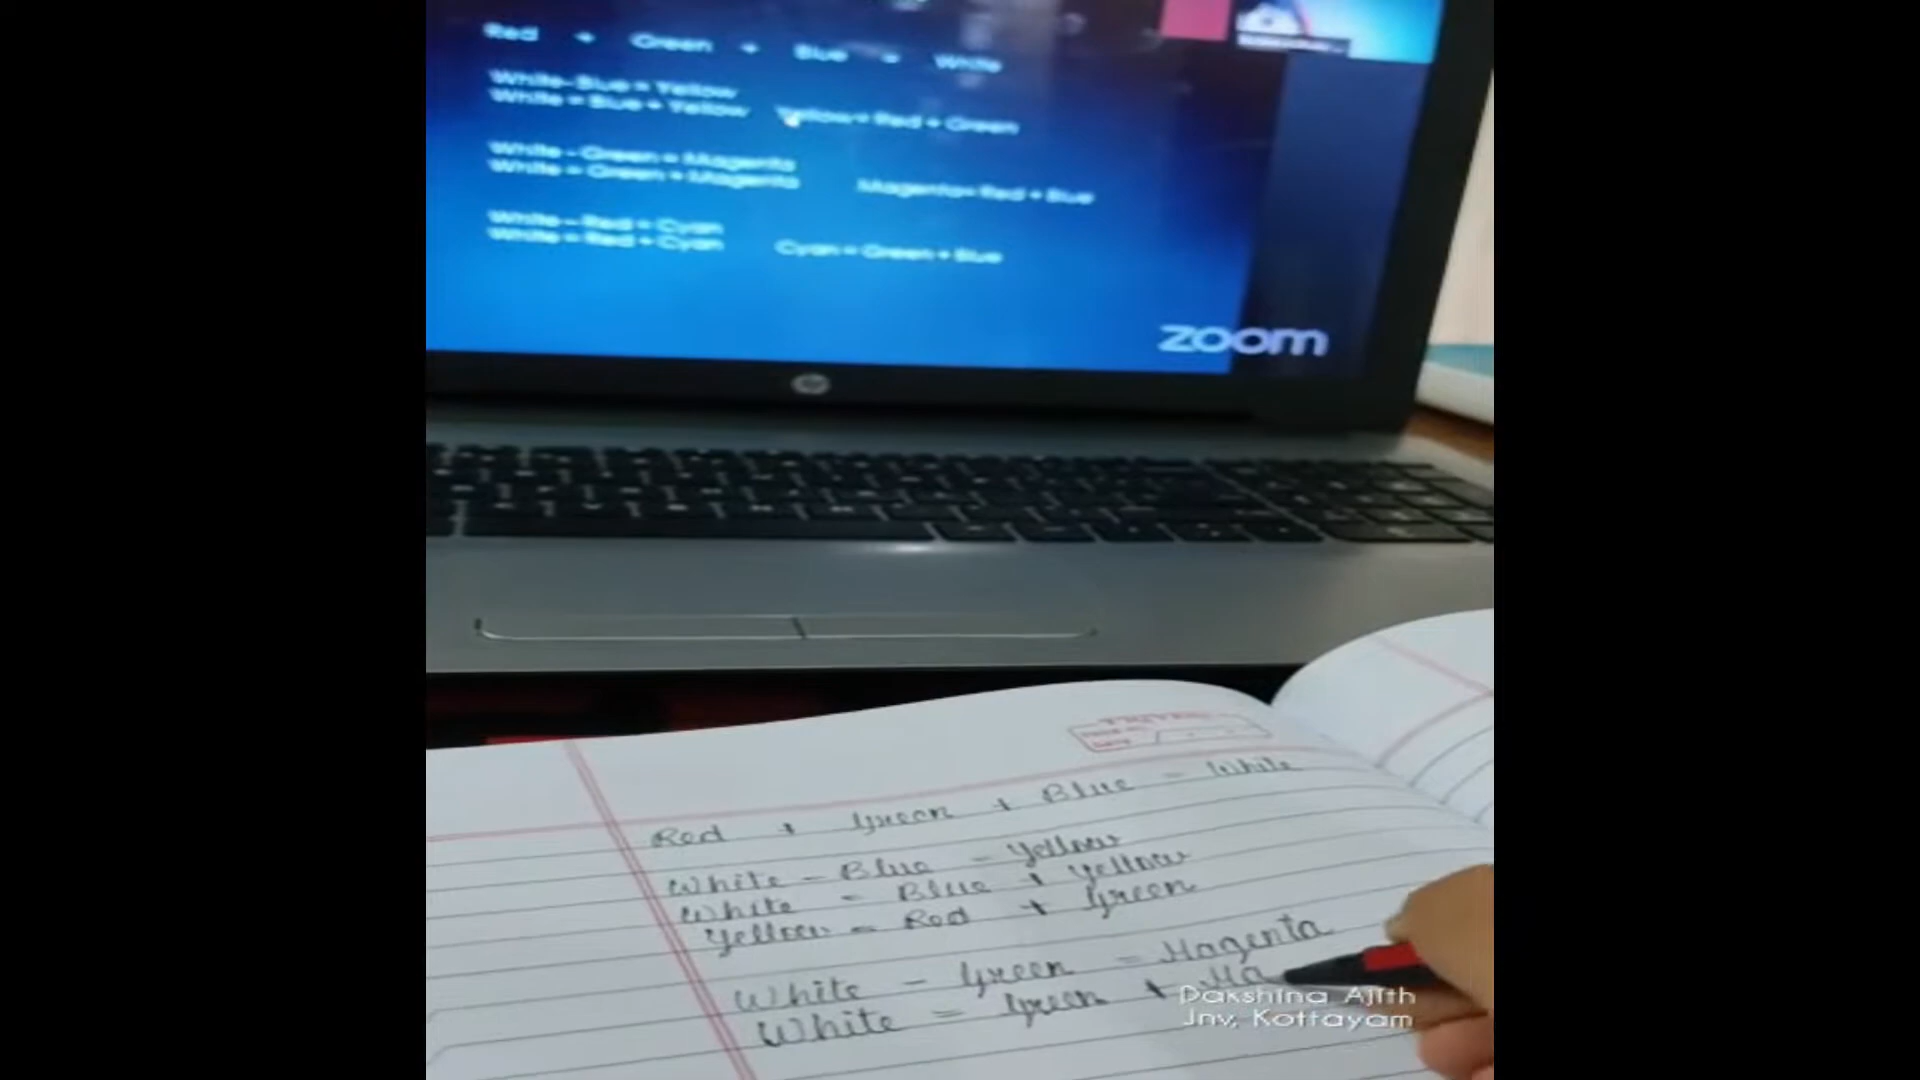 Red + Green + Blue = White
White-Blue = Yellow
White = Blue + Yellow Yellow = Red + Green
White - Green = Magenta
White = Green + Magenta Magenta= Red + Blue
White - Red = Cyan
White = Red + Cyan Cyan = Green + Blue
zoom
hp
Red + Green + Blue = White
White - Blue = Yellow
White = Blue + Yellow
Yellow = Red + Green
White - Green = Magenta
White = Green + Ma
Dakshina Ajith
Jnv, Kottayam